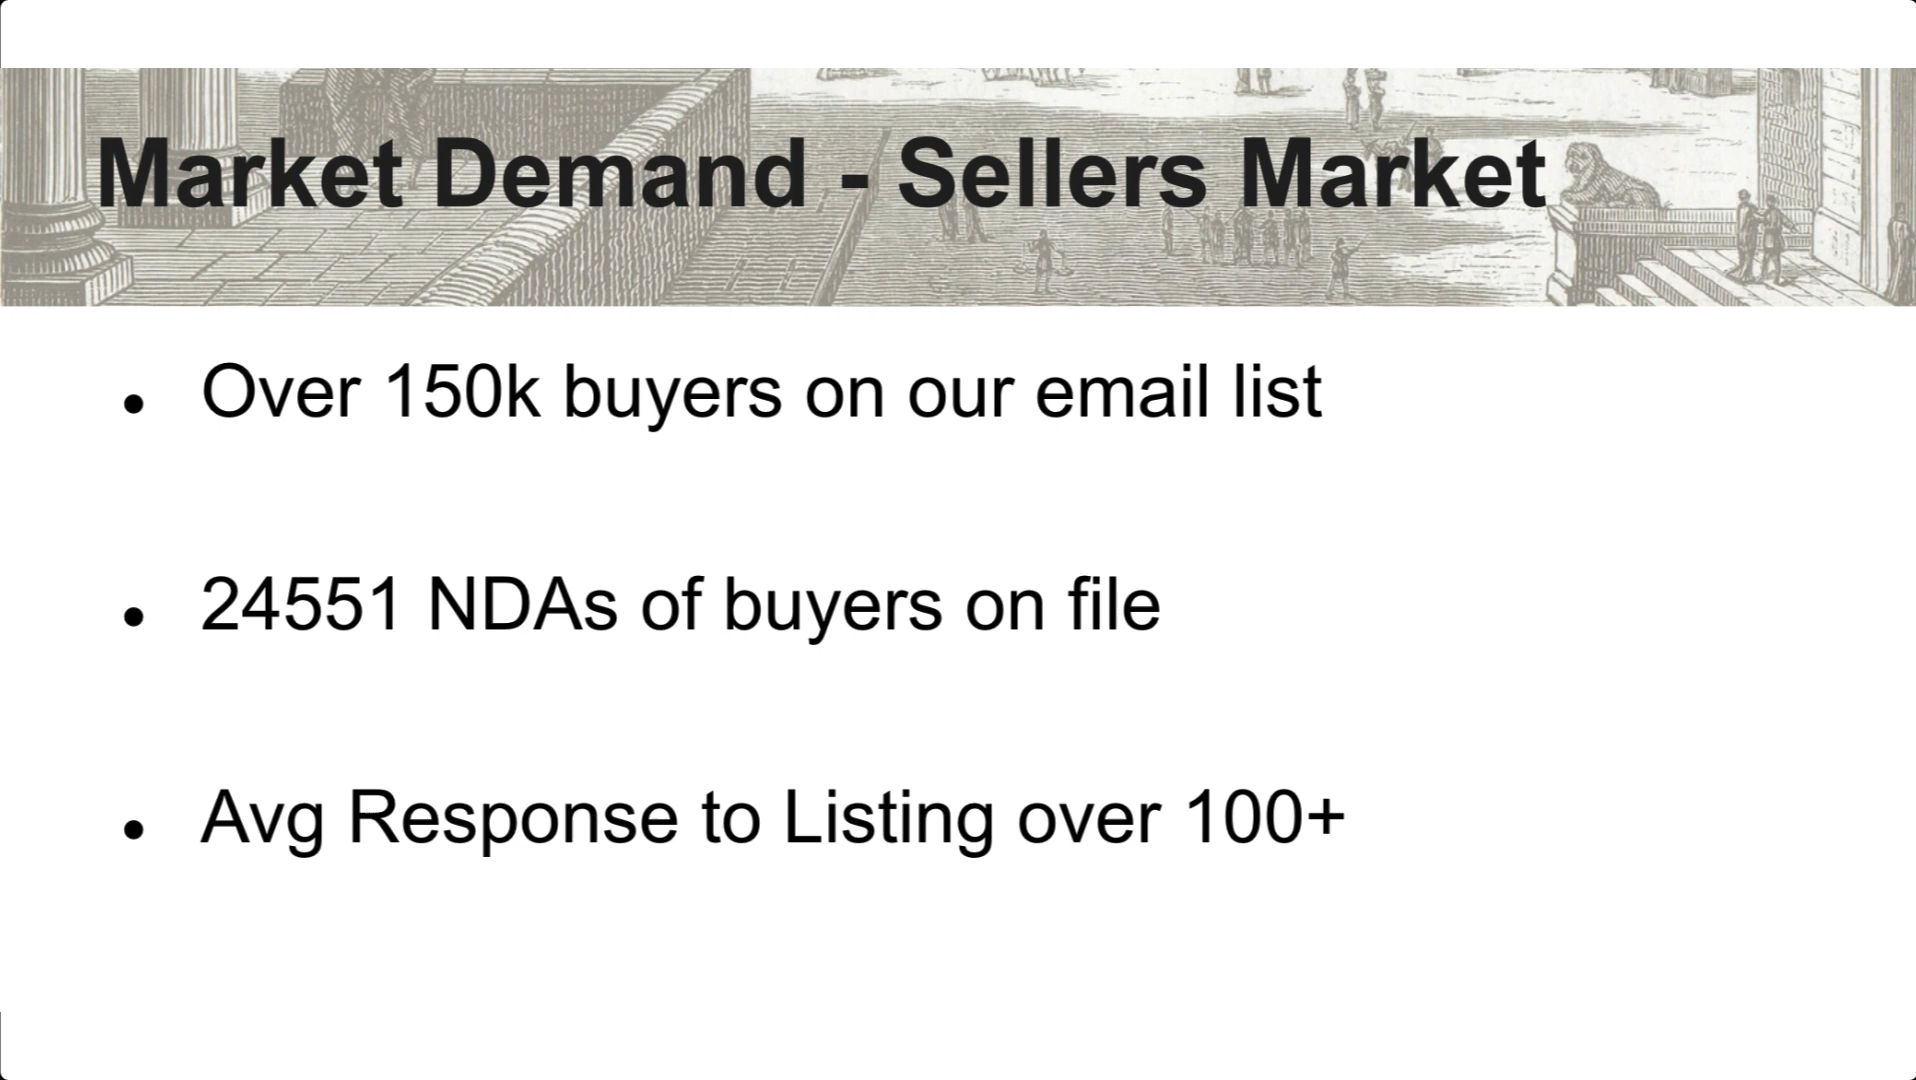 Market Demand - Sellers Market
• Over 150k buyers on our email list
• 24551 NDAs of buyers on file
• Avg Response to Listing over 100+